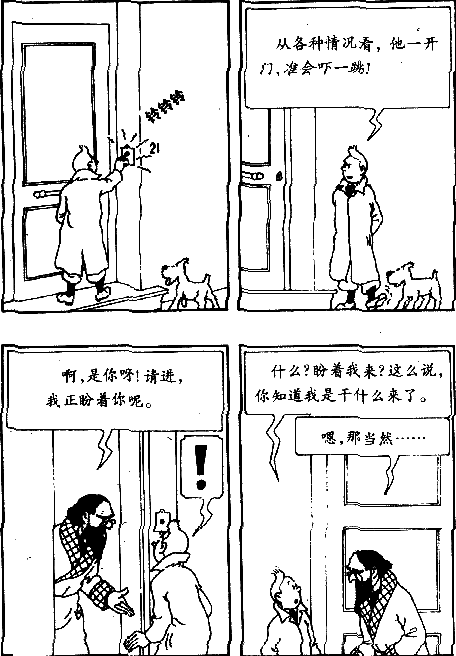 铃铃铃
21
从各种情况看，他一开
门，准会吓一跳！
啊，是你呀！请进，
我正盼着你呢。
！
什么？盼着我来？这么说，
你知道我是干什么来了。
嗯，那当然……